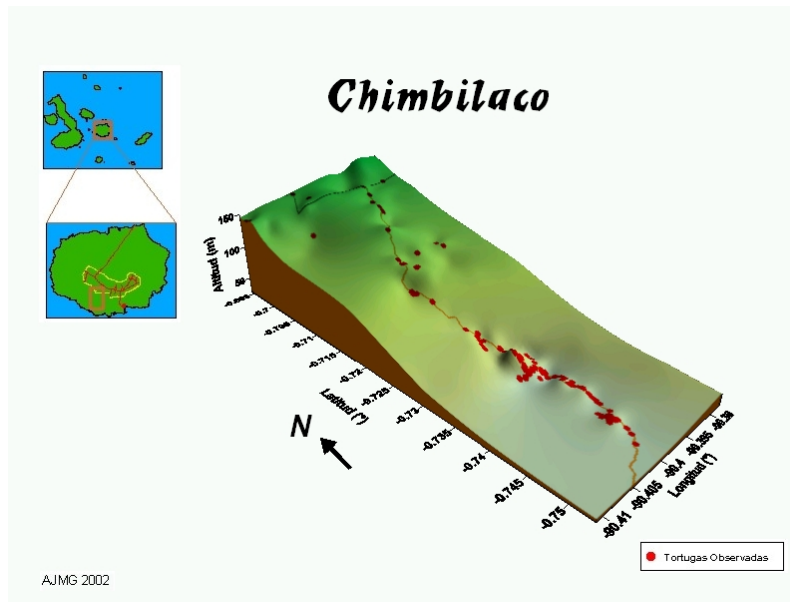 Chimbilaco
150
100
50
Altitud (m)
-0.7
-0.705
-0.71
-0.715
-0.72
-0.725
-0.73
-0.735
-0.74
-0.745
-0.75
Latitud (°)
N
-90.41
-90.405
-90.4
-90.395
-90.39
Longitud (°)
Tortugas Observadas
AJMG 2002